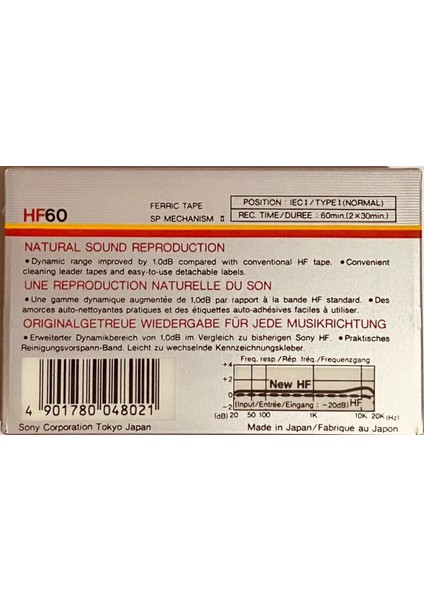 HF60
FERRIC TAPE
SP MECHANISM II
POSITION : IEC I / TYPE I (NORMAL)
REC. TIME / DUREE : 60min. (2×30min.)
NATURAL SOUND REPRODUCTION
●Dynamic range improved by 1.0dB compared with conventional HF tape. ●Convenient
cleaning leader tapes and easy-to-use detachable labels.
UNE REPRODUCTION NATURELLE DU SON
●Une gamme dynamique augmentée de 1,0dB par rapport à la bande HF standard. ●Des
amorces auto-nettoyantes pratiques et des étiquettes auto-adhésives faciles à utiliser.
ORIGINALGETREUE WIEDERGABE FÜR JEDE MUSIKRICHTUNG
●Erweiterter Dynamikbereich von 1,0dB im Vergleich zu bisherigen Sony HF. ●Praktisches
Reinigungsvorspann-Band. Leicht zu wechselnde Kennzeichnungskleber.
Freq. resp./Rép. fréq./Frequenzgang
+4
+2
0
−2
New HF
(Input/Entrée/Eingang : −20dB) HF
(dB) 20 50 100 1K 10K 20K (Hz)
4 901780 048021
Sony Corporation Tokyo Japan
Made in Japan/Fabrique au Japon